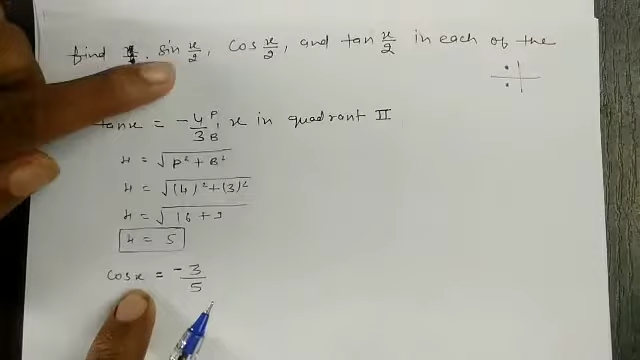 find sin x/2, cos x/2, and tan x/2 in each of the
tan x = -4/3 P B, x in quadrant II
H = √P² + B²
H = √(4)² + (3)²
H = √16 + 9
H = 5
cos x = -3/5